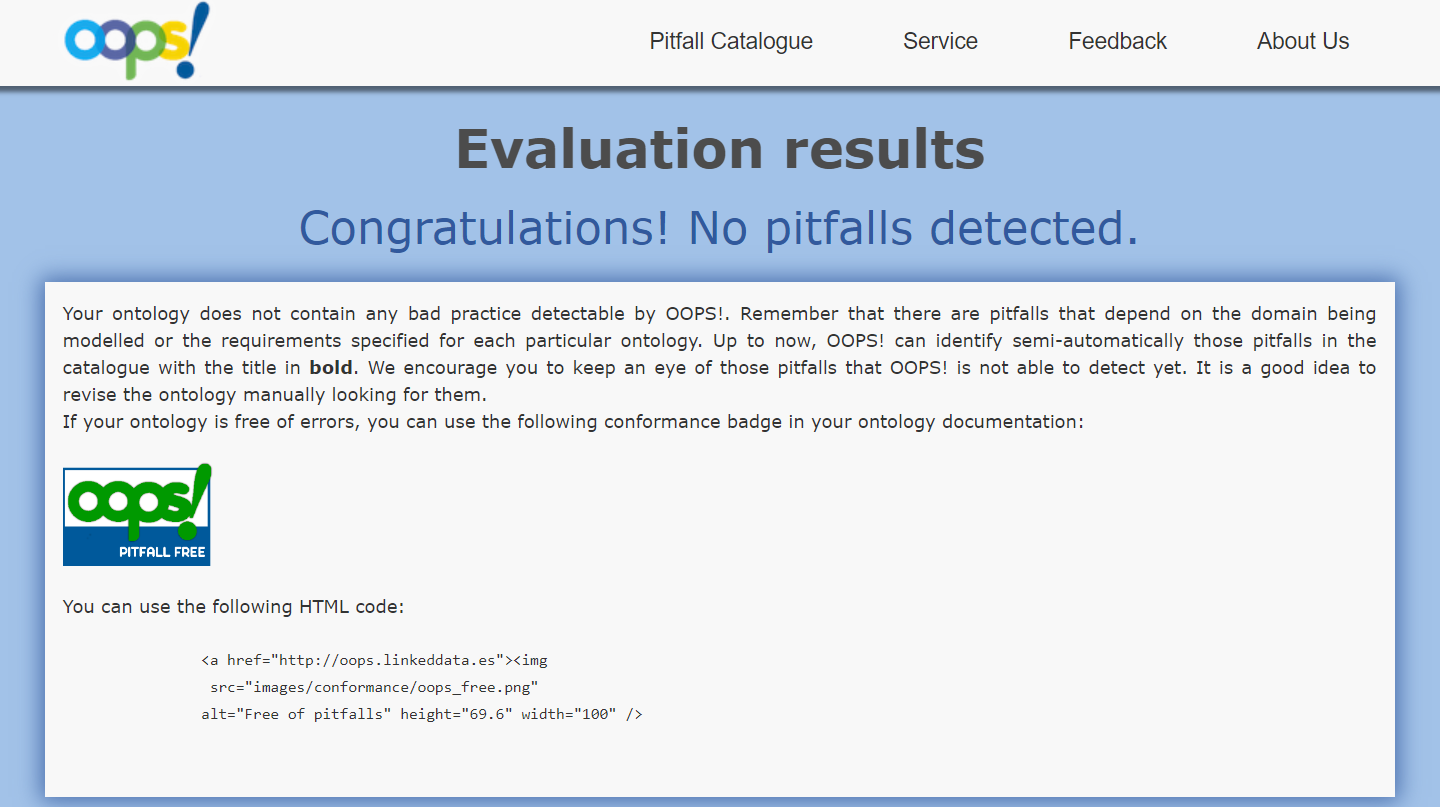 oops!
Pitfall Catalogue Service Feedback About Us
Evaluation results
Congratulations! No pitfalls detected.
Your ontology does not contain any bad practice detectable by OOPS!. Remember that there are pitfalls that depend on the domain being
modelled or the requirements specified for each particular ontology. Up to now, OOPS! can identify semi-automatically those pitfalls in the
catalogue with the title in bold. We encourage you to keep an eye of those pitfalls that OOPS! is not able to detect yet. It is a good idea to
revise the ontology manually looking for them.
If your ontology is free of errors, you can use the following conformance badge in your ontology documentation:
oops!
PITFALL FREE
You can use the following HTML code:
<a href="http://oops.linkeddata.es"><img
src="images/conformance/oops_free.png"
alt="Free of pitfalls" height="69.6" width="100" />